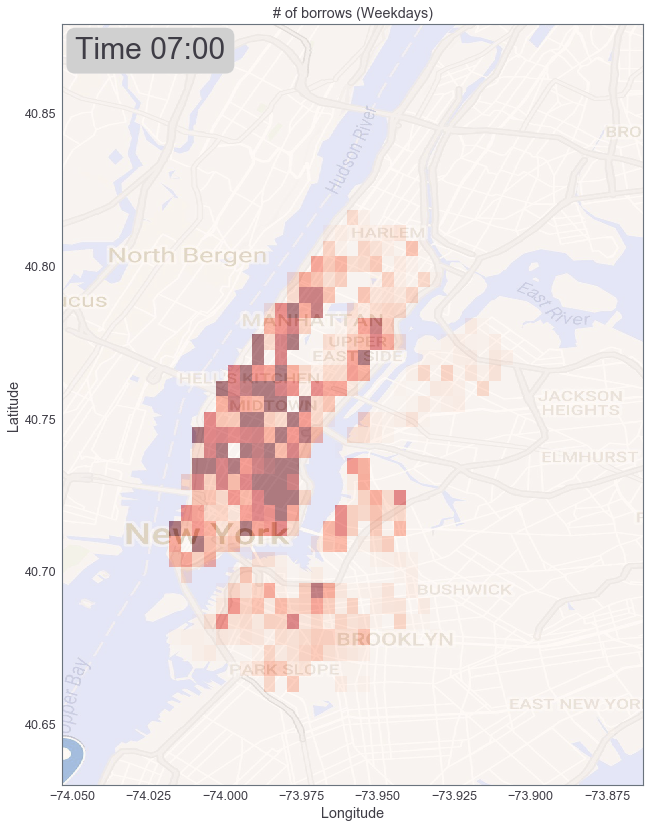 # of borrows (Weekdays)
Time 07:00
Hudson River
BRO
HARLEM
North Bergen
East River
UCUS
MANHATTA
UPPER
EAST SIDE
HELL'S KITCHEN
MIDTOWN
JACKSON
HEIGHTS
ELMHURST
New York
BUSHWICK
BROOKLYN
PARK SLOPE
EAST NEW YOR
pper Bay
40.85
40.80
40.75
40.70
40.65
Latitude
−74.050 −74.025 −74.000 −73.975 −73.950 −73.925 −73.900 −73.875
Longitude